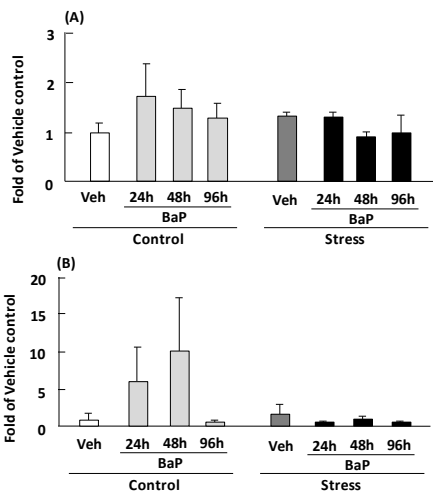 (A)
Fold of Vehicle control
3
2
1
0
Veh 24h 48h 96h Veh 24h 48h 96h
BaP BaP
Control Stress
(B)
Fold of Vehicle control
20
15
10
5
0
Veh 24h 48h 96h Veh 24h 48h 96h
BaP BaP
Control Stress